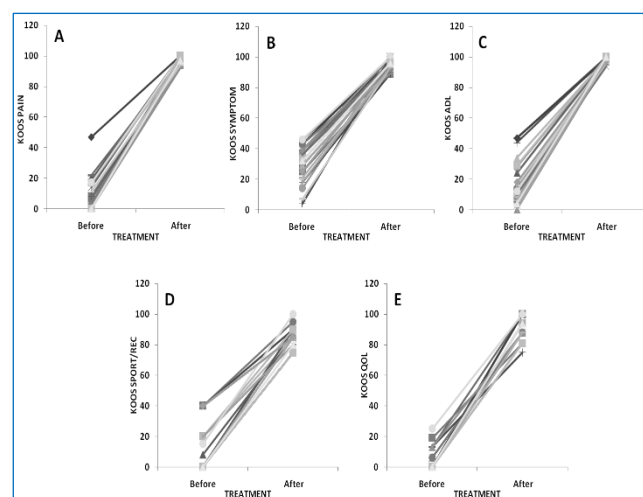 A
KOOS PAIN
120
100
80
60
40
20
0
Before After
TREATMENT
B
KOOS SYMPTOM
120
100
80
60
40
20
0
Before After
TREATMENT
C
KOOS ADL
120
100
80
60
40
20
0
Before After
TREATMENT
D
KOOS SPORT/REC
120
100
80
60
40
20
0
Before After
TREATMENT
E
KOOS QOL
120
100
80
60
40
20
0
Before After
TREATMENT